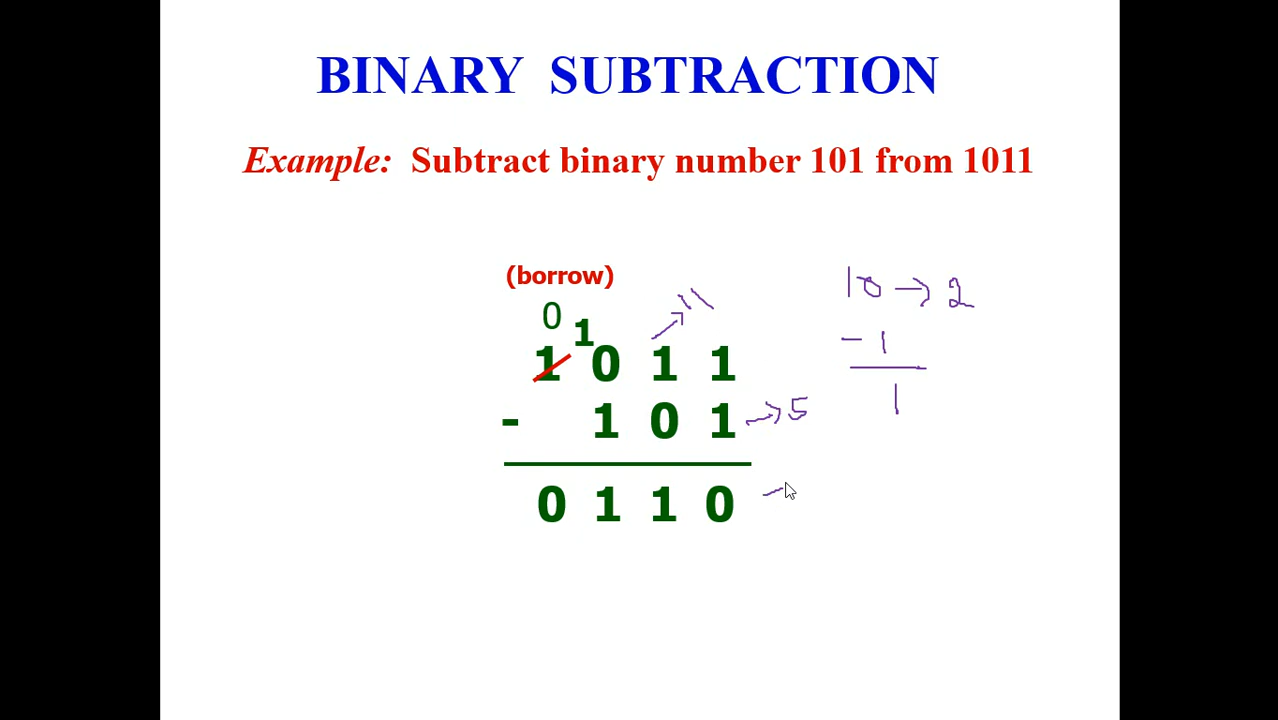 BINARY SUBTRACTION
Example: Subtract binary number 101 from 1011
(borrow)
0 1 11
1 0 1 1
- 1 0 1 → 5
0 1 1 0
10 → 2
- 1
1